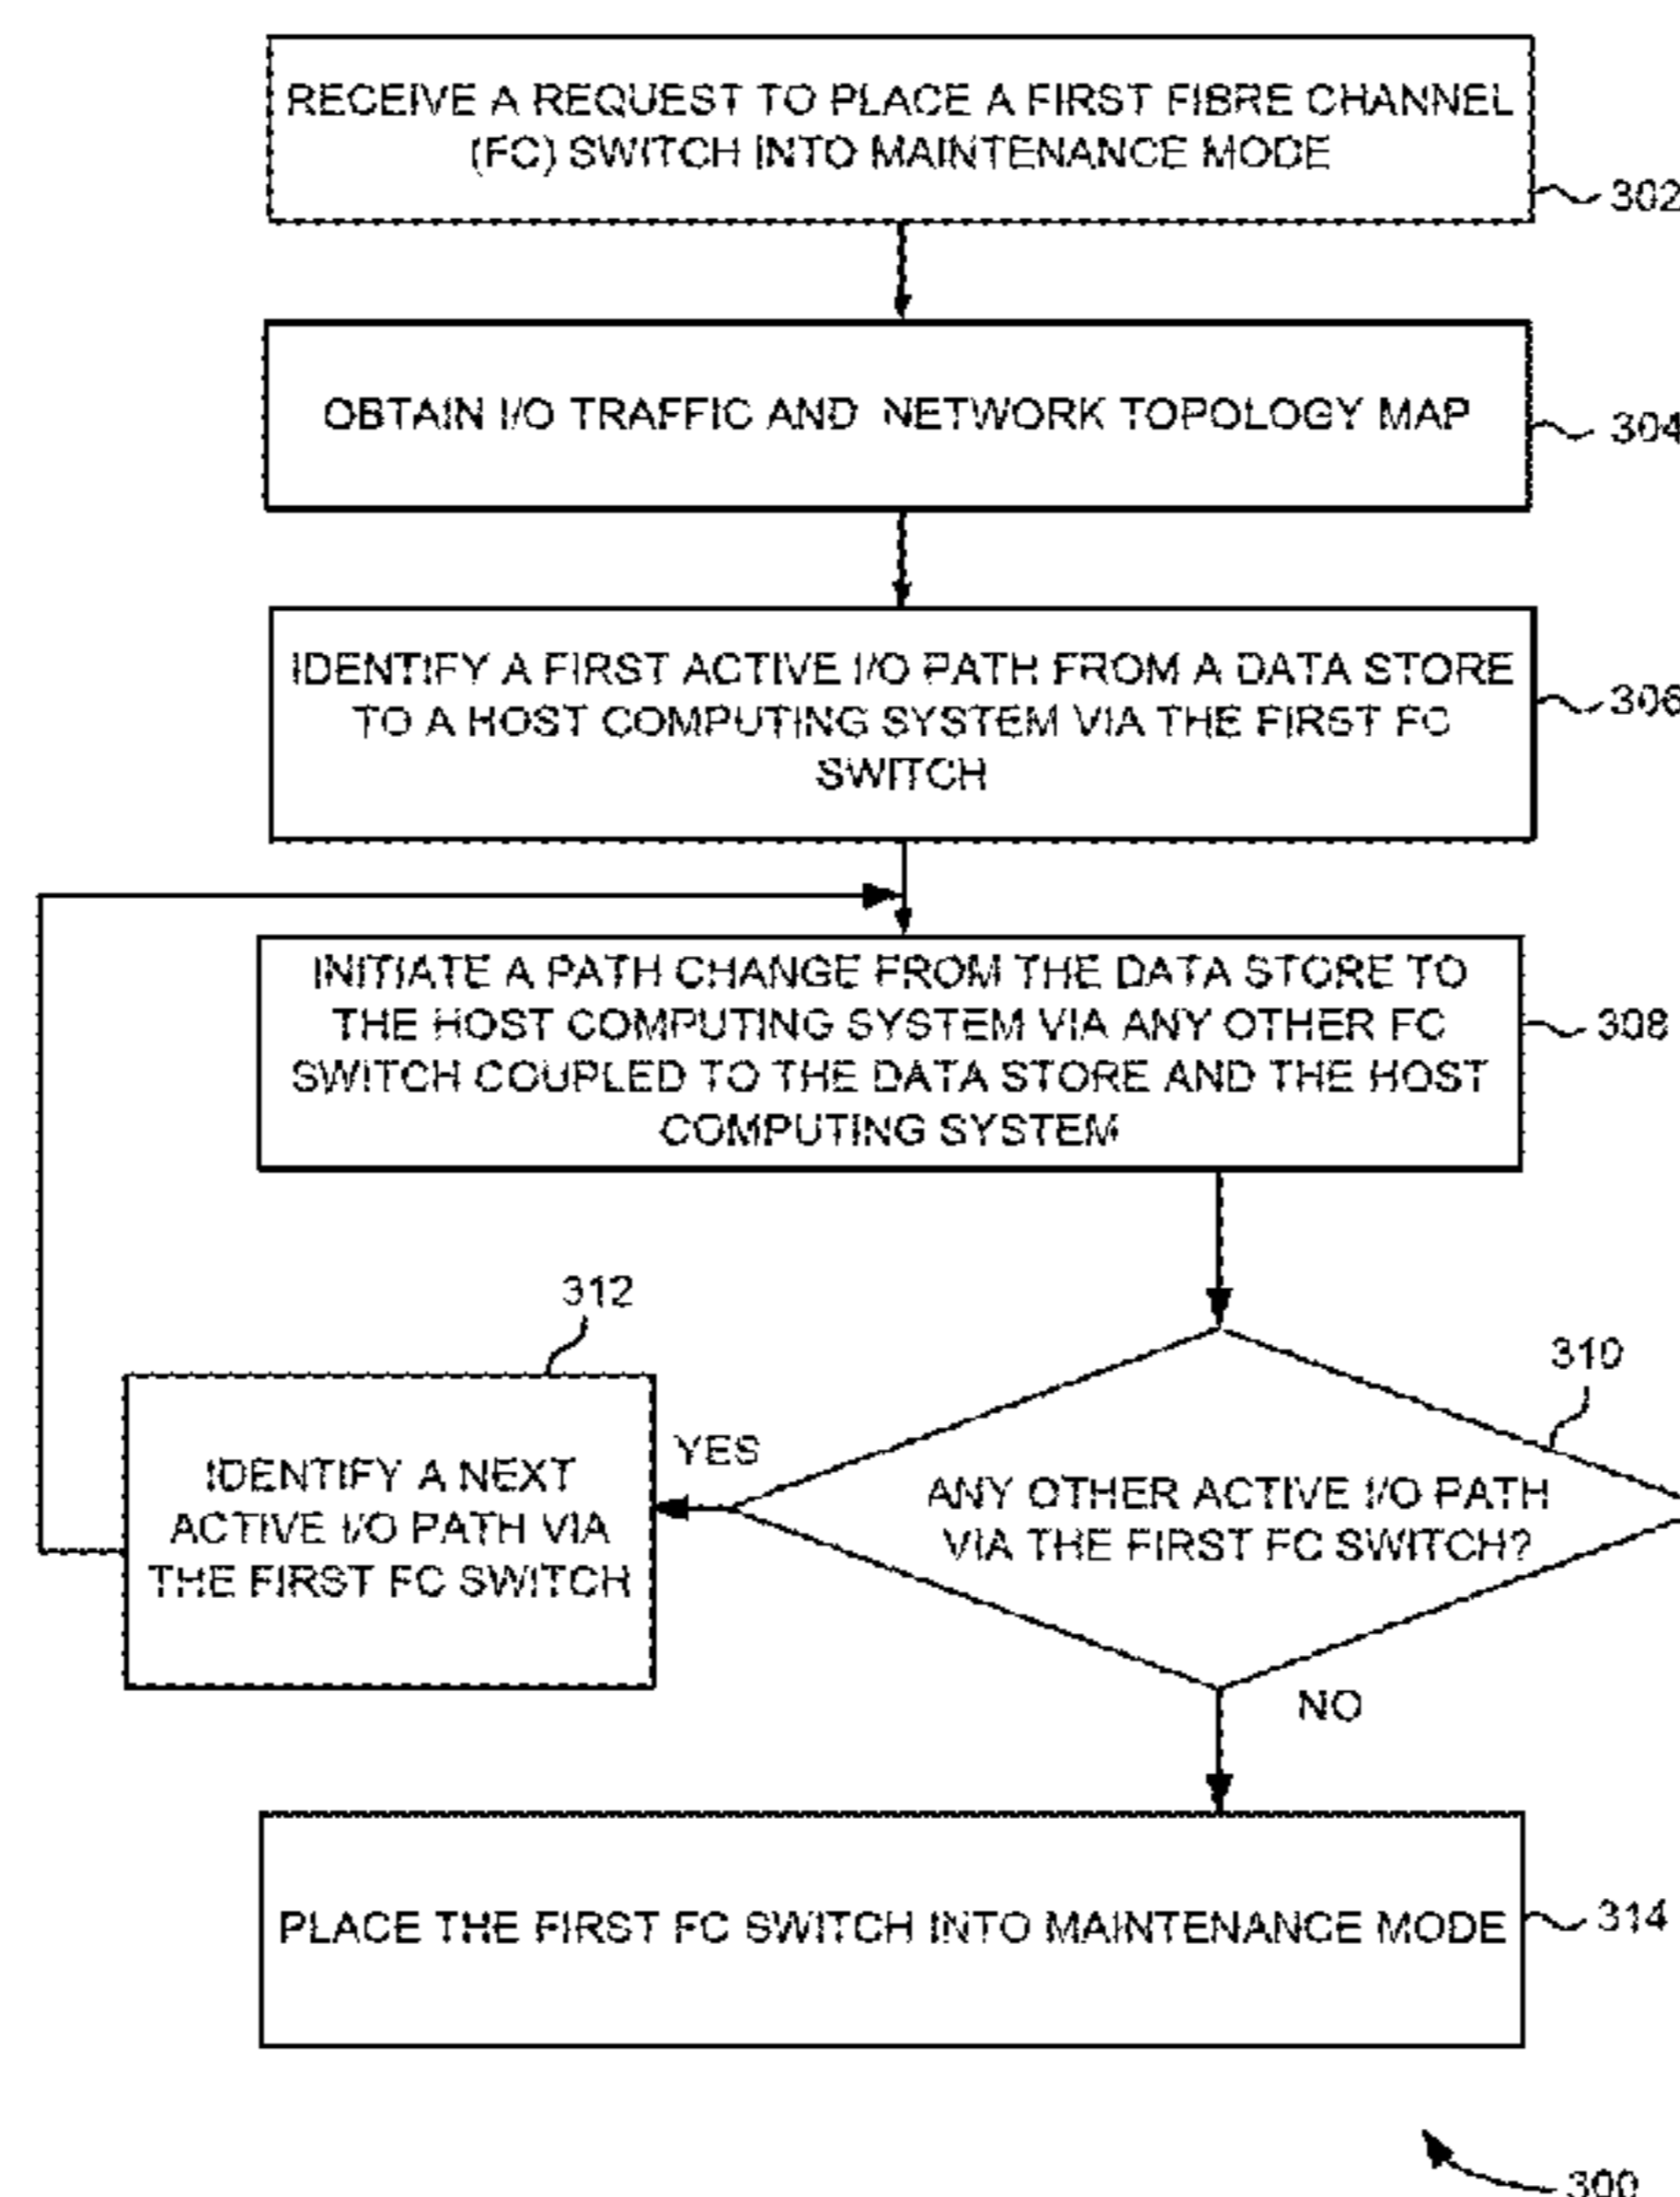 RECEIVE A REQUEST TO PLACE A FIRST FIBRE CHANNEL
(FC) SWITCH INTO MAINTENANCE MODE
302
OBTAIN I/O TRAFFIC AND NETWORK TOPOLOGY MAP
304
IDENTIFY A FIRST ACTIVE I/O PATH FROM A DATA STORE
TO A HOST COMPUTING SYSTEM VIA THE FIRST FC
SWITCH
306
INITIATE A PATH CHANGE FROM THE DATA STORE TO
THE HOST COMPUTING SYSTEM VIA ANY OTHER FC
SWITCH COUPLED TO THE DATA STORE AND THE HOST
COMPUTING SYSTEM
308
312
310
YES
IDENTIFY A NEXT
ACTIVE I/O PATH VIA
THE FIRST FC SWITCH
ANY OTHER ACTIVE I/O PATH
VIA THE FIRST FC SWITCH?
NO
PLACE THE FIRST FC SWITCH INTO MAINTENANCE MODE
314
300